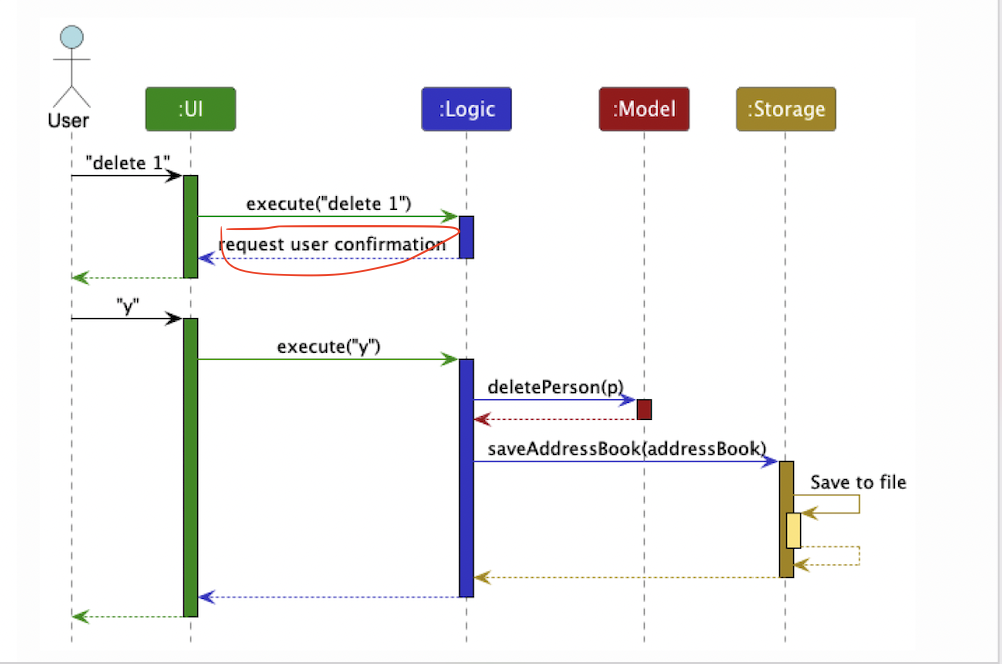 User
:UI
:Logic
:Model
:Storage
"delete 1"
execute("delete 1")
request user confirmation
"y"
execute("y")
deletePerson(p)
saveAddressBook(addressBook)
Save to file